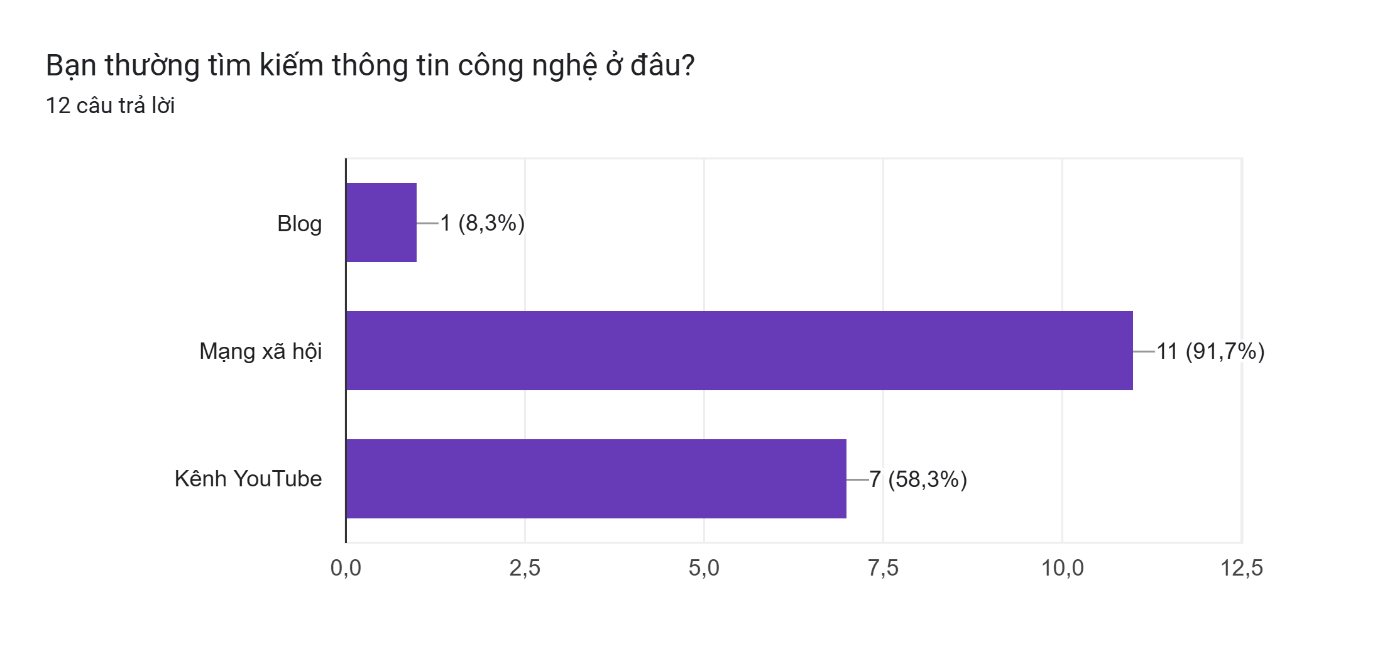 Bạn thường tìm kiếm thông tin công nghệ ở đâu?
12 câu trả lời
Blog
1 (8,3%)
Mạng xã hội
11 (91,7%)
Kênh YouTube
7 (58,3%)
0,0 2,5 5,0 7,5 10,0 12,5